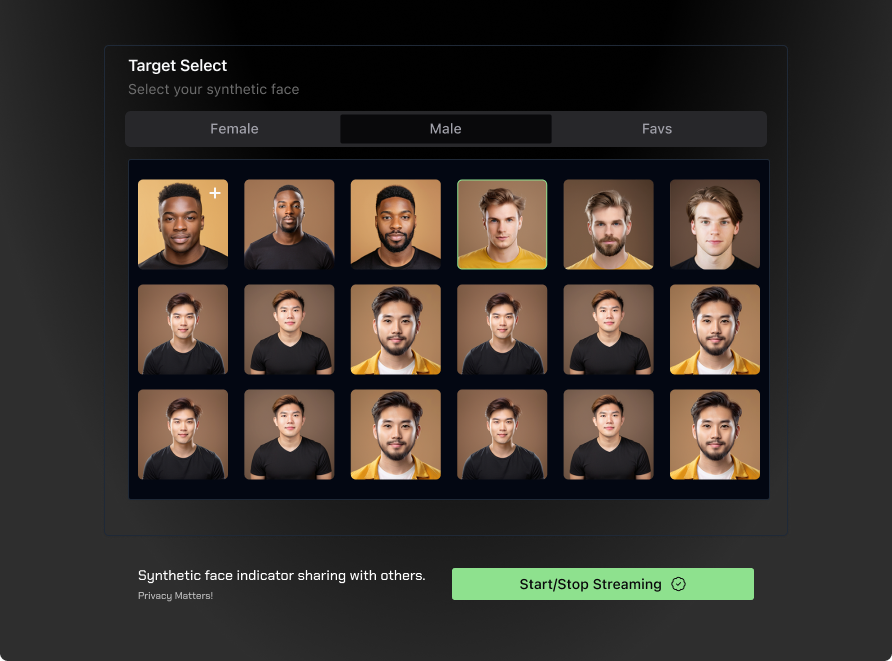 Target Select
Select your synthetic face
Female
Male
Favs
Synthetic face indicator sharing with others.
Start/Stop Streaming
Privacy Matters!